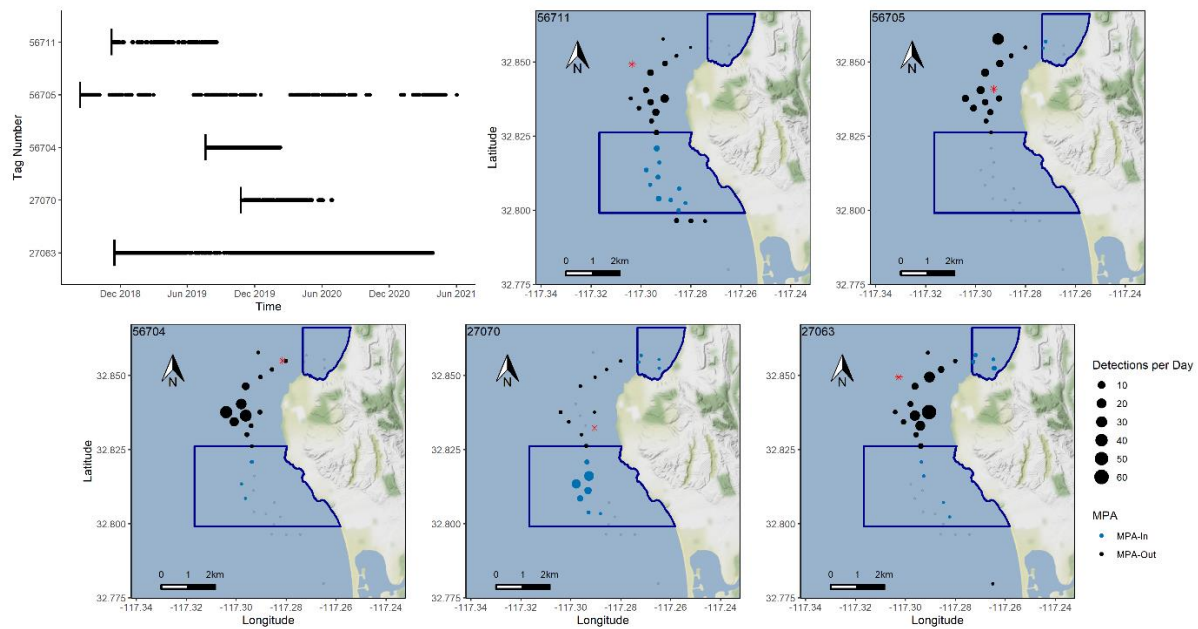 56711
56705
56704
27070
27063
Tag Number
Dec 2018
Jun 2019
Dec 2019
Jun 2020
Dec 2020
Jun 2021
Time
56711
N
32.850
32.825
32.800
32.775
Latitude
0 1 2km
-117.34 -117.32 -117.30 -117.28 -117.26 -117.24
56705
N
32.850
32.825
32.800
32.775
0 1 2km
-117.34 -117.32 -117.30 -117.28 -117.26 -117.24
56704
N
32.850
32.825
32.800
32.775
Latitude
0 1 2km
-117.34 -117.32 -117.30 -117.28 -117.26 -117.24
Longitude
27070
N
32.850
32.825
32.800
32.775
0 1 2km
-117.34 -117.32 -117.30 -117.28 -117.26 -117.24
Longitude
27063
N
32.850
32.825
32.800
32.775
0 1 2km
-117.34 -117.32 -117.30 -117.28 -117.26 -117.24
Longitude
Detections per Day
10
20
30
40
50
60
MPA
MPA-In
MPA-Out